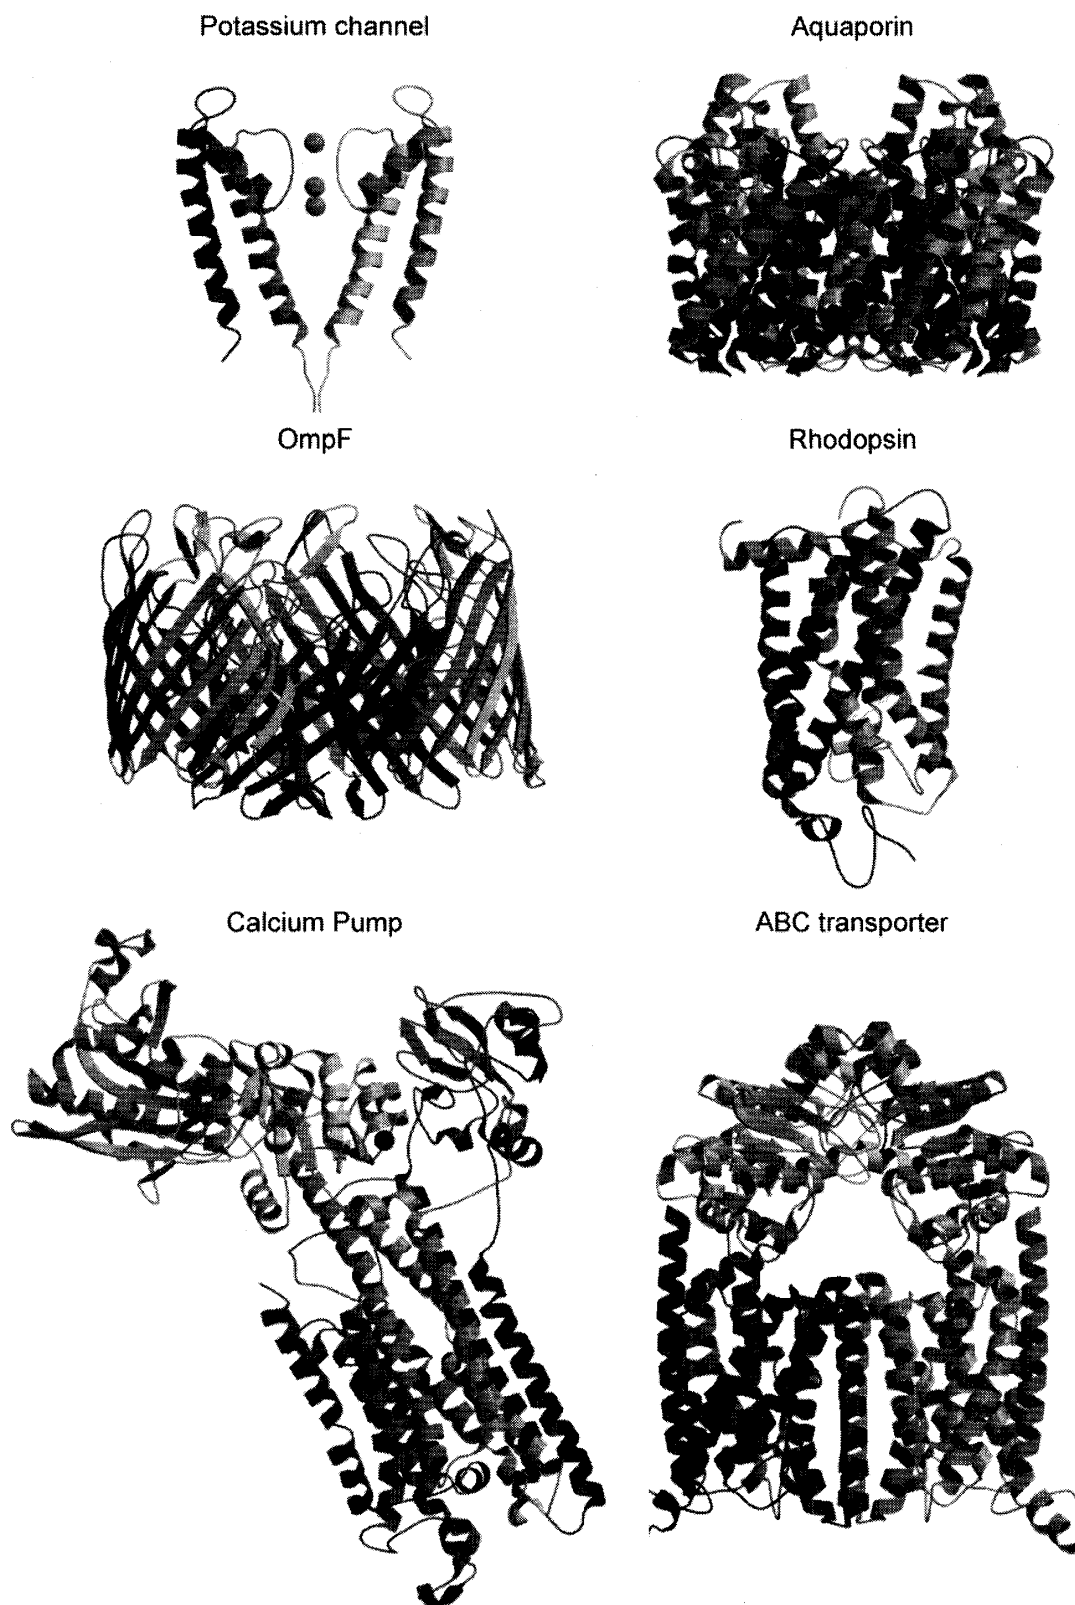 Potassium channel
Aquaporin
OmpF
Rhodopsin
Calcium Pump
ABC transporter